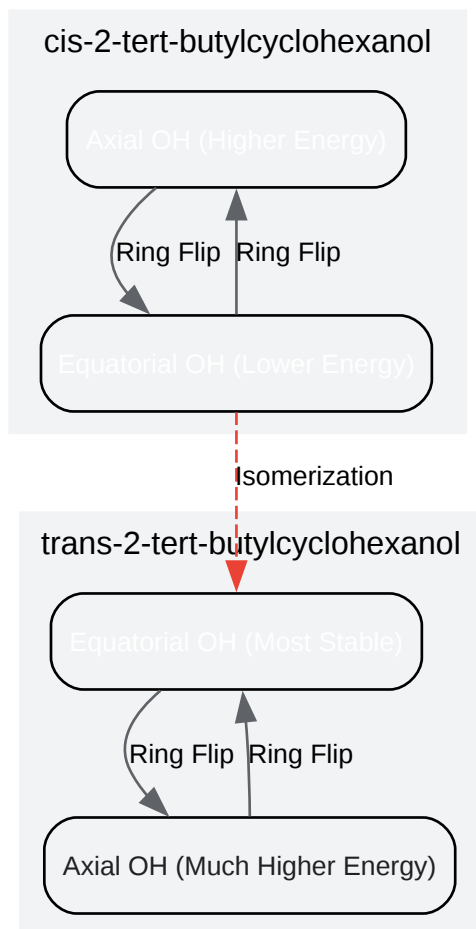 cis-2-tert-butylcyclohexanol
Axial OH (Higher Energy)
Ring Flip Ring Flip
Equatorial OH (Lower Energy)
Isomerization
trans-2-tert-butylcyclohexanol
Equatorial OH (Most Stable)
Ring Flip Ring Flip
Axial OH (Much Higher Energy)